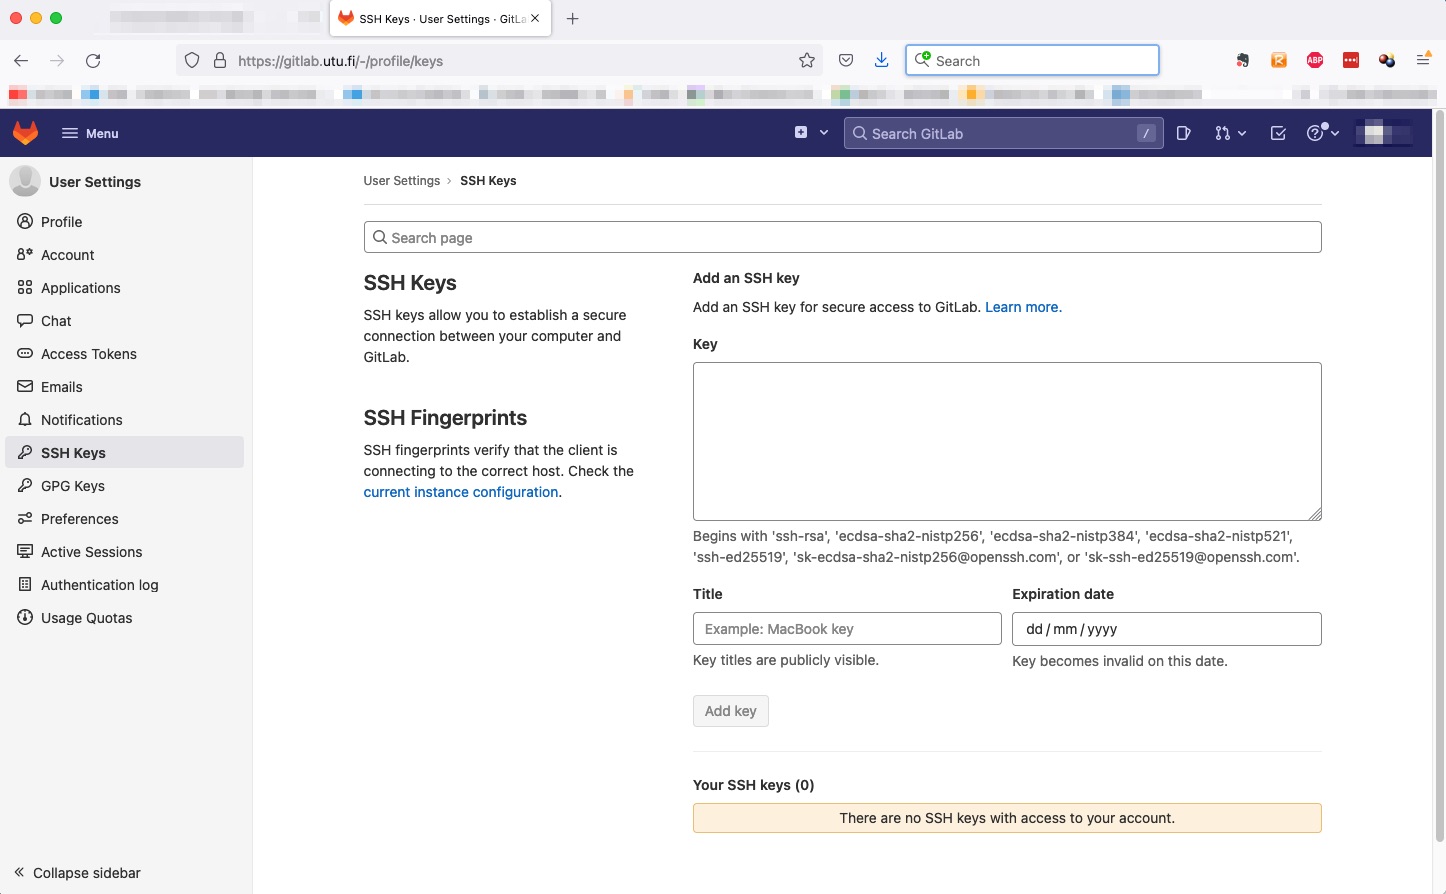 SSH Keys · User Settings · GitLa
https://gitlab.utu.fi/-/profile/keys
Search
ABP
Menu
Search GitLab
/
User Settings
Profile
Account
Applications
Chat
Access Tokens
Emails
Notifications
SSH Keys
GPG Keys
Preferences
Active Sessions
Authentication log
Usage Quotas
Collapse sidebar
User Settings › SSH Keys
Search page
SSH Keys
SSH keys allow you to establish a secure
connection between your computer and
GitLab.
SSH Fingerprints
SSH fingerprints verify that the client is
connecting to the correct host. Check the
current instance configuration.
Add an SSH key
Add an SSH key for secure access to GitLab. Learn more.
Key
Begins with 'ssh-rsa', 'ecdsa-sha2-nistp256', 'ecdsa-sha2-nistp384', 'ecdsa-sha2-nistp521',
'ssh-ed25519', 'sk-ecdsa-sha2-nistp256@openssh.com', or 'sk-ssh-ed25519@openssh.com'.
Title
Expiration date
Example: MacBook key
dd/mm/yyyy
Key titles are publicly visible.
Key becomes invalid on this date.
Add key
Your SSH keys (0)
There are no SSH keys with access to your account.